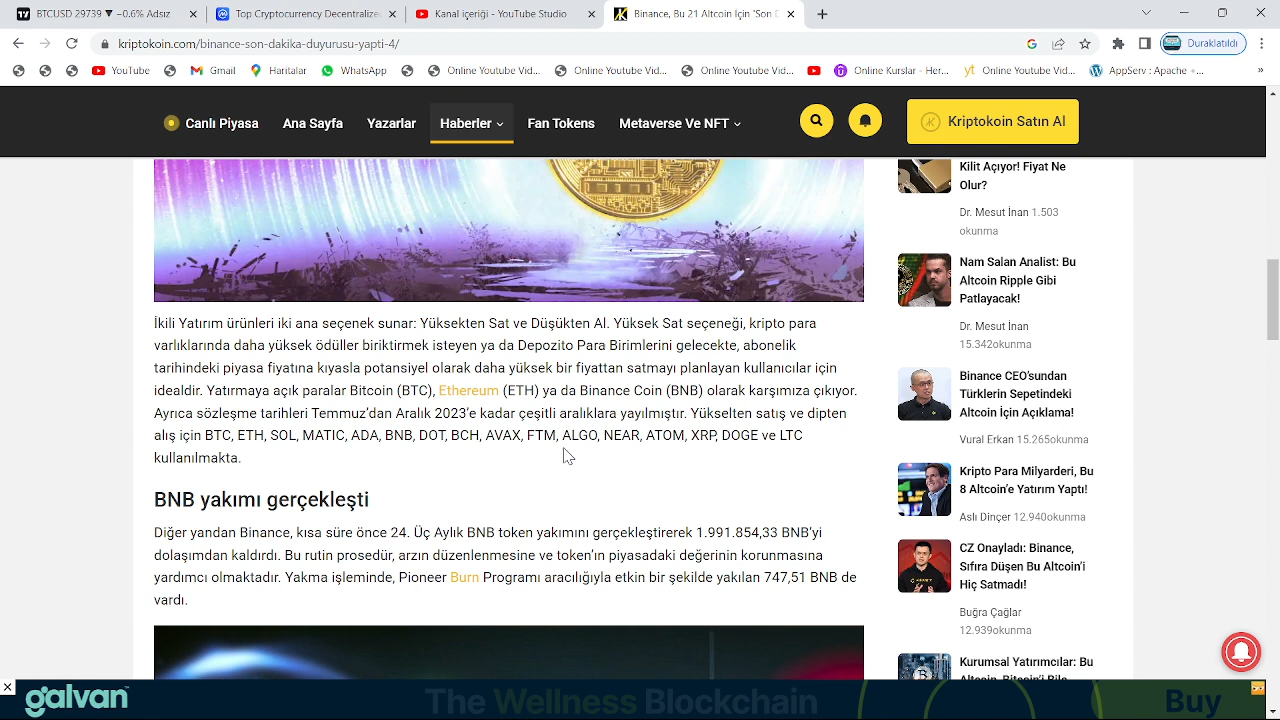 BTCUSD 29739 ▼ −0.6% Share
Top Cryptocurrency Decentralize
Kanal içeriği - YouTube Studio
Binance, Bu 21 Altcoin İçin 'Son D
kriptokoin.com/binance-son-dakika-duyurusu-yapti-4/
Duraklatıldı
YouTube
Gmail
Haritalar
WhatsApp
Online Youtube Vid...
Online Youtube Vid...
Online Youtube Vid...
Online Kurslar - Her...
Online Youtube Vid...
AppServ : Apache +...
»
Canlı Piyasa
Ana Sayfa
Yazarlar
Haberler
Fan Tokens
Metaverse Ve NFT
Kriptokoin Satın Al
İkili Yatırım ürünleri iki ana seçenek sunar: Yüksekten Sat ve Düşükten Al. Yüksek Sat seçeneği, kripto para
varlıklarında daha yüksek ödüller biriktirmek isteyen ya da Depozito Para Birimlerini gelecekte, abonelik
tarihindeki piyasa fiyatına kıyasla potansiyel olarak daha yüksek bir fiyattan satmayı planlayan kullanıcılar için
idealdir. Yatırmaya açık paralar Bitcoin (BTC), Ethereum (ETH) ya da Binance Coin (BNB) olarak karşımıza çıkıyor.
Ayrıca sözleşme tarihleri Temmuz'dan Aralık 2023'e kadar çeşitli aralıklara yayılmıştır. Yükselten satış ve dipten
alış için BTC, ETH, SOL, MATIC, ADA, BNB, DOT, BCH, AVAX, FTM, ALGO, NEAR, ATOM, XRP, DOGE ve LTC
kullanılmakta.
BNB yakımı gerçekleşti
Diğer yandan Binance, kısa süre önce 24. Üç Aylık BNB token yakımını gerçekleştirerek 1.991.854,33 BNB'yi
dolaşımdan kaldırdı. Bu rutin prosedür, arzın düzenlenmesine ve token'ın piyasadaki değerinin korunmasına
yardımcı olmaktadır. Yakma işleminde, Pioneer Burn Programı aracılığıyla etkin bir şekilde yakılan 747,51 BNB de
vardı.
Kilit Açıyor! Fiyat Ne
Olur?
Dr. Mesut İnan 1.503
okunma
Nam Salan Analist: Bu
Altcoin Ripple Gibi
Patlayacak!
Dr. Mesut İnan
15.342okunma
Binance CEO'sundan
Türklerin Sepetindeki
Altcoin İçin Açıklama!
Vural Erkan 15.265okunma
Kripto Para Milyarderi, Bu
8 Altcoin'e Yatırım Yaptı!
Aslı Dinçer 12.940okunma
CZ Onayladı: Binance,
Sıfıra Düşen Bu Altcoin'i
Hiç Satmadı!
Buğra Çağlar
12.939okunma
Kurumsal Yatırımcılar: Bu
Altcoin, Bitcoin'i Bile
galvan™
The Wellness Blockchain
Buy